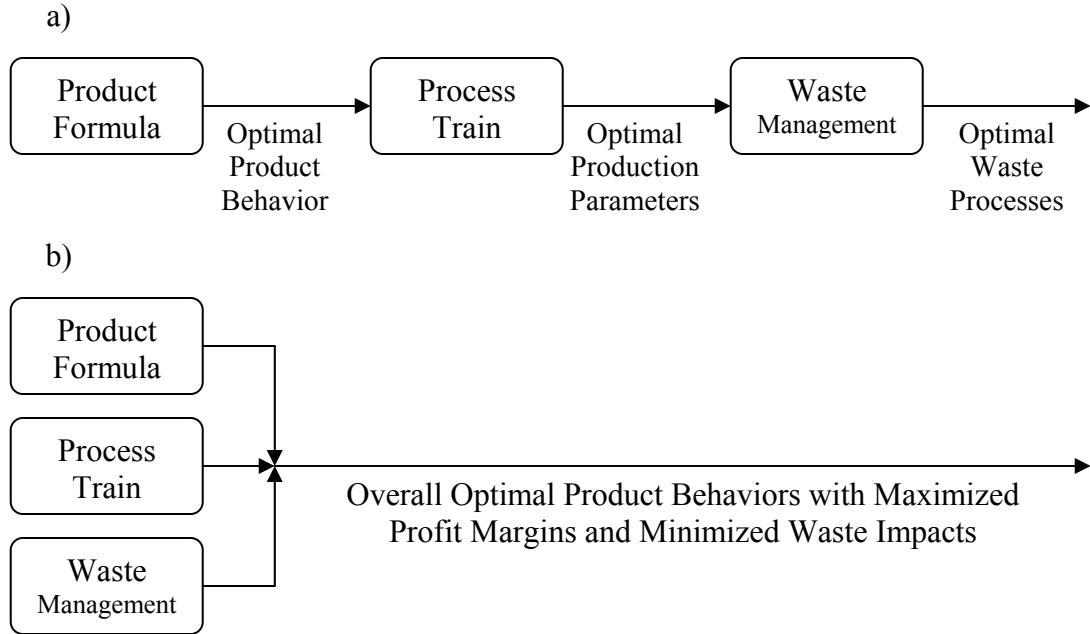 a)
Product
Formula
Optimal
Product
Behavior
Process
Train
Optimal
Production
Parameters
Waste
Management
Optimal
Waste
Processes
b)
Product
Formula
Process
Train
Waste
Management
Overall Optimal Product Behaviors with Maximized
Profit Margins and Minimized Waste Impacts